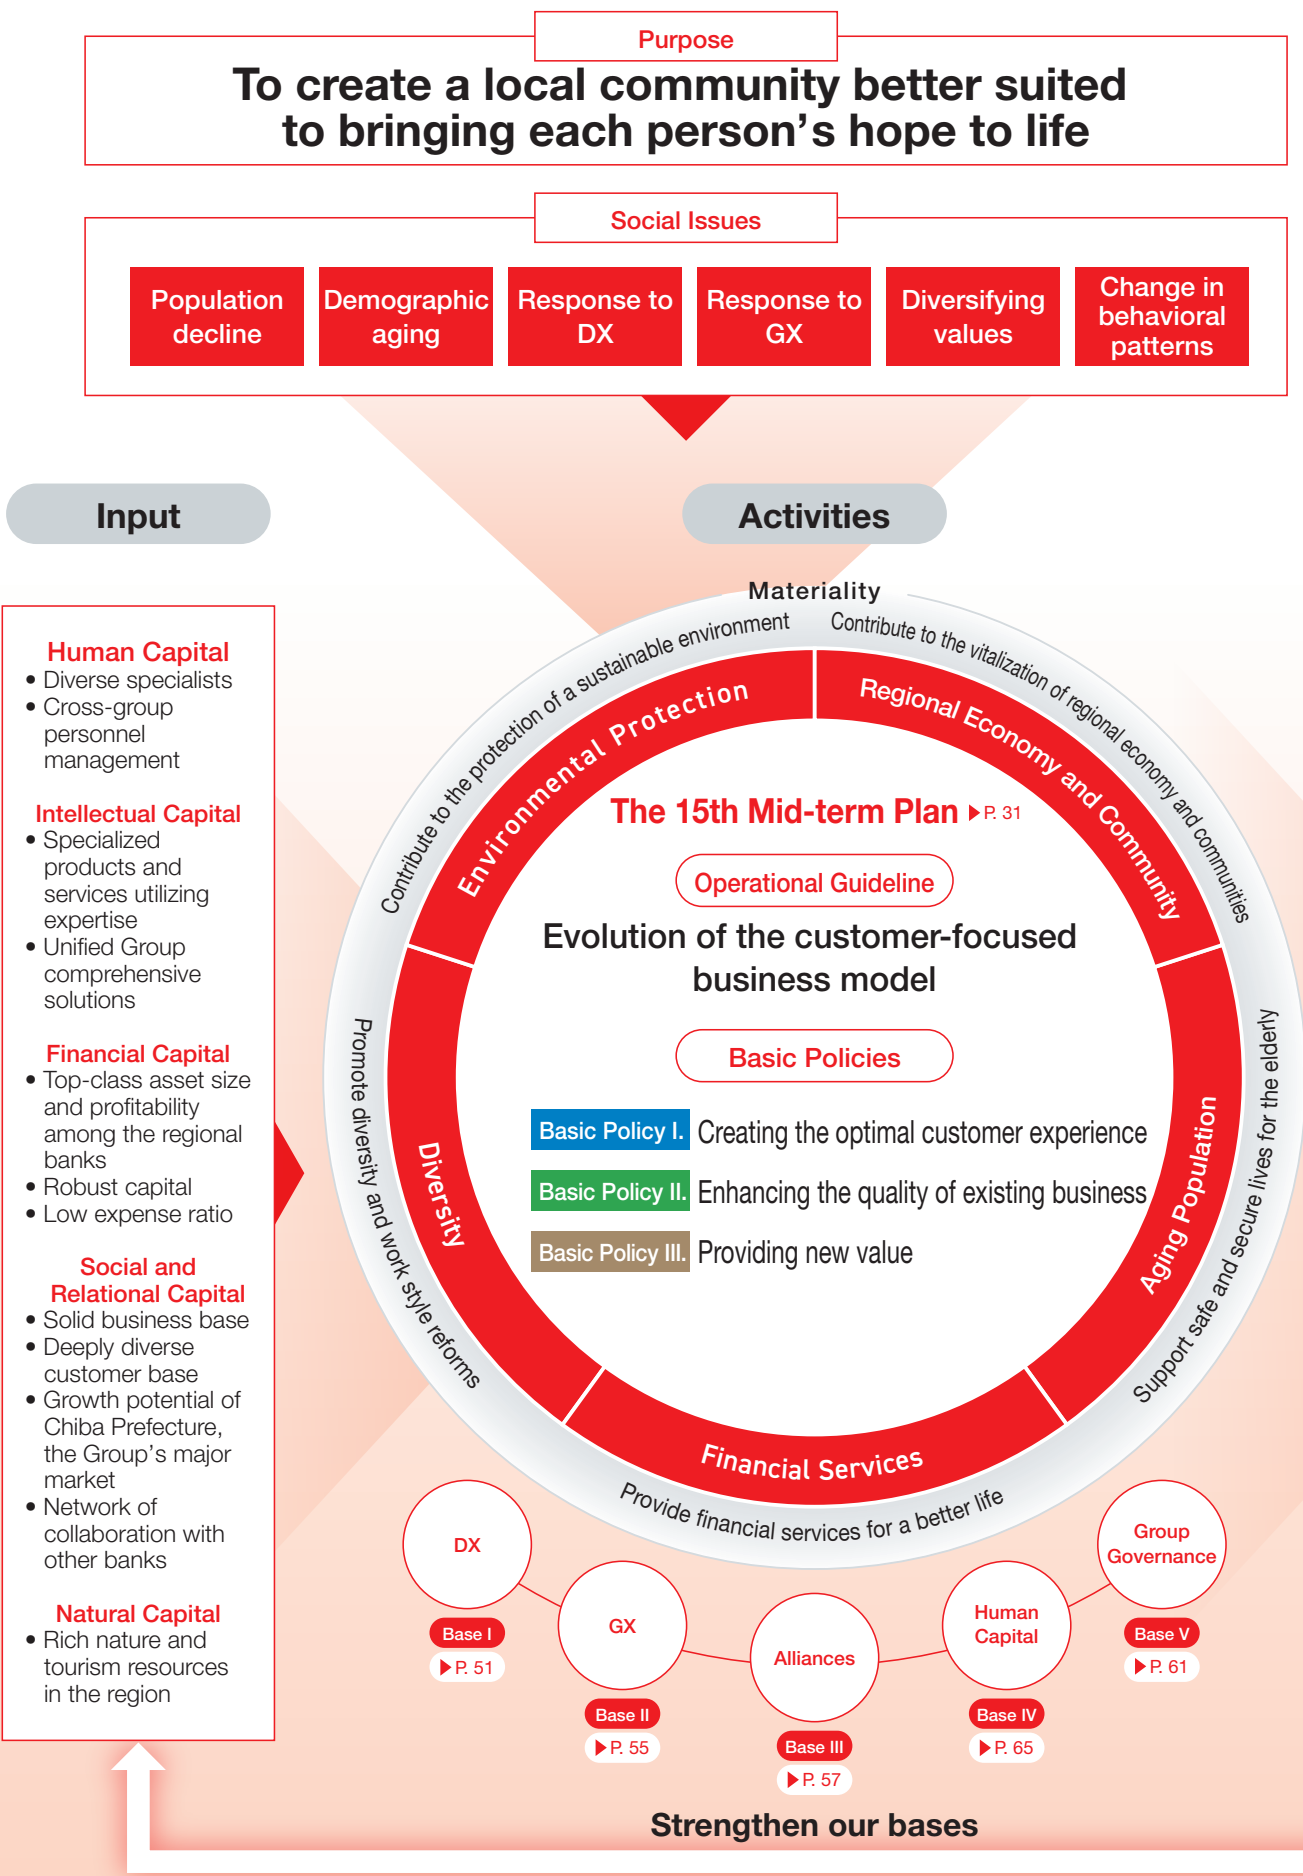 Purpose
To create a local community better suited
to bringing each person's hope to life
Social Issues
Population
decline
Demographic
aging
Response to
DX
Response to
GX
Diversifying
values
Change in
behavioral
patterns
Input
Human Capital
• Diverse specialists
• Cross-group
personnel
management
Intellectual Capital
• Specialized
products and
services utilizing
expertise
• Unified Group
comprehensive
solutions
Financial Capital
• Top-class asset size
and profitability
among the regional
banks
• Robust capital
• Low expense ratio
Social and
Relational Capital
• Solid business base
• Deeply diverse
customer base
• Growth potential of
Chiba Prefecture,
the Group's major
market
• Network of
collaboration with
other banks
Natural Capital
• Rich nature and
tourism resources
in the region
Activities
Materiality
Contribute to the protection of a sustainable environment
Contribute to the vitalization of regional economy and communities
Environmental Protection
Regional Economy and Community
The 15th Mid-term Plan ▶P. 31
Operational Guideline
Evolution of the customer-focused
business model
Basic Policies
Basic Policy I. Creating the optimal customer experience
Basic Policy II. Enhancing the quality of existing business
Basic Policy III. Providing new value
Promote diversity and work style reforms
Diversity
Aging Population
Support safe and secure lives for the elderly
Financial Services
Provide financial services for a better life
DX
Base I
▶P. 51
GX
Base II
▶P. 55
Alliances
Base III
▶P. 57
Human
Capital
Base IV
▶P. 65
Group
Governance
Base V
▶P. 61
Strengthen our bases